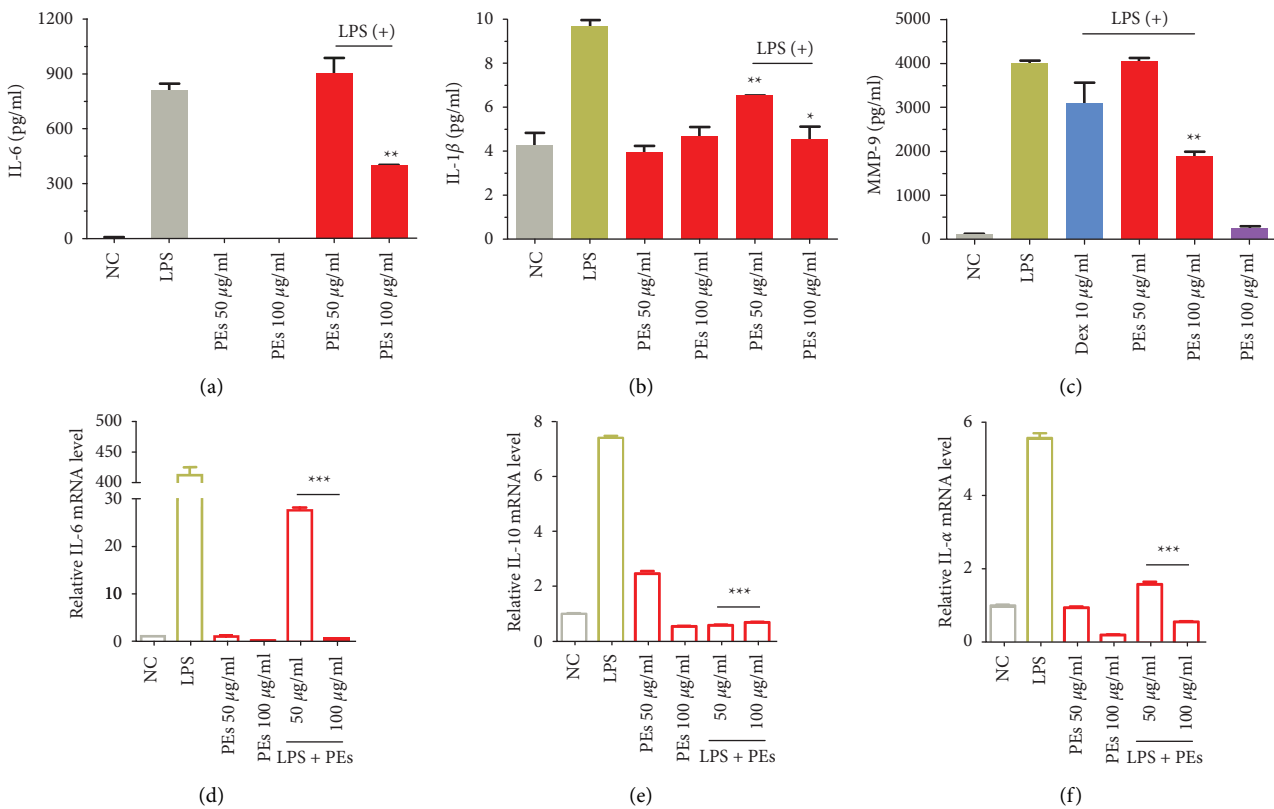 LPS (+)
IL-6 (pg/ml)
1200
900
600
300
0
**
NC
LPS
PEs 50 μg/ml
PEs 100 μg/ml
PEs 50 μg/ml
PEs 100 μg/ml
(a)
LPS (+)
IL-1β (pg/ml)
10
8
6
4
2
0
**
*
NC
LPS
PEs 50 μg/ml
PEs 100 μg/ml
PEs 50 μg/ml
PEs 100 μg/ml
(b)
LPS (+)
MMP-9 (pg/ml)
5000
4000
3000
2000
1000
0
**
NC
LPS
Dex 10 μg/ml
PEs 50 μg/ml
PEs 100 μg/ml
PEs 100 μg/ml
(c)
Relative IL-6 mRNA level
500
450
400
30
20
10
0
***
NC
LPS
PEs 50 μg/ml
PEs 100 μg/ml
50 μg/ml
100 μg/ml
LPS + PEs
(d)
Relative IL-10 mRNA level
8
6
4
2
0
***
NC
LPS
PEs 50 μg/ml
PEs 100 μg/ml
50 μg/ml
100 μg/ml
LPS + PEs
(e)
Relative IL-α mRNA level
6
4
2
0
***
NC
LPS
PEs 50 μg/ml
PEs 100 μg/ml
50 μg/ml
100 μg/ml
LPS + PEs
(f)